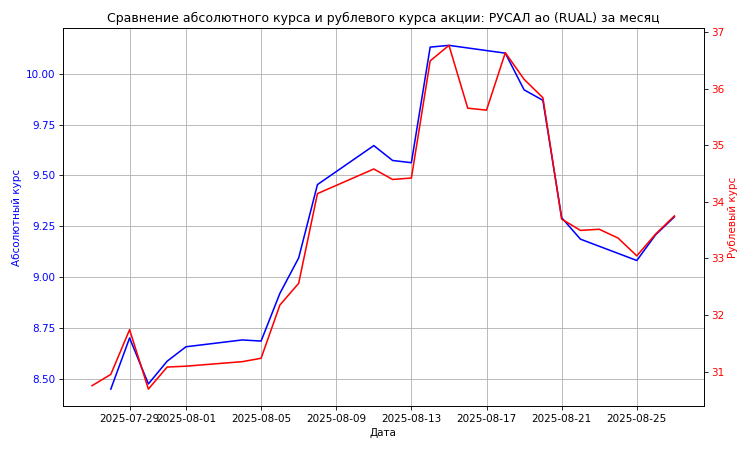 Сравнение абсолютного курса и рублевого курса акции: РУСАЛ ао (RUAL) за месяц
10.00
9.75
9.50
9.25
9.00
8.75
8.50
Абсолютный курс
37
36
35
34
33
32
31
Рублевый курс
2025-07-29 2025-08-01 2025-08-05 2025-08-09 2025-08-13 2025-08-17 2025-08-21 2025-08-25
Дата